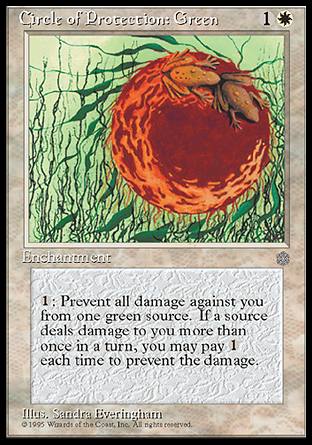 Circle of Protection: Green 1
Enchantment
1: Prevent all damage against you
from one green source. If a source
deals damage to you more than
once in a turn, you may pay 1
each time to prevent the damage.
Illus. Sandra Everingham
©1995 Wizards of the Coast, Inc. All rights reserved.